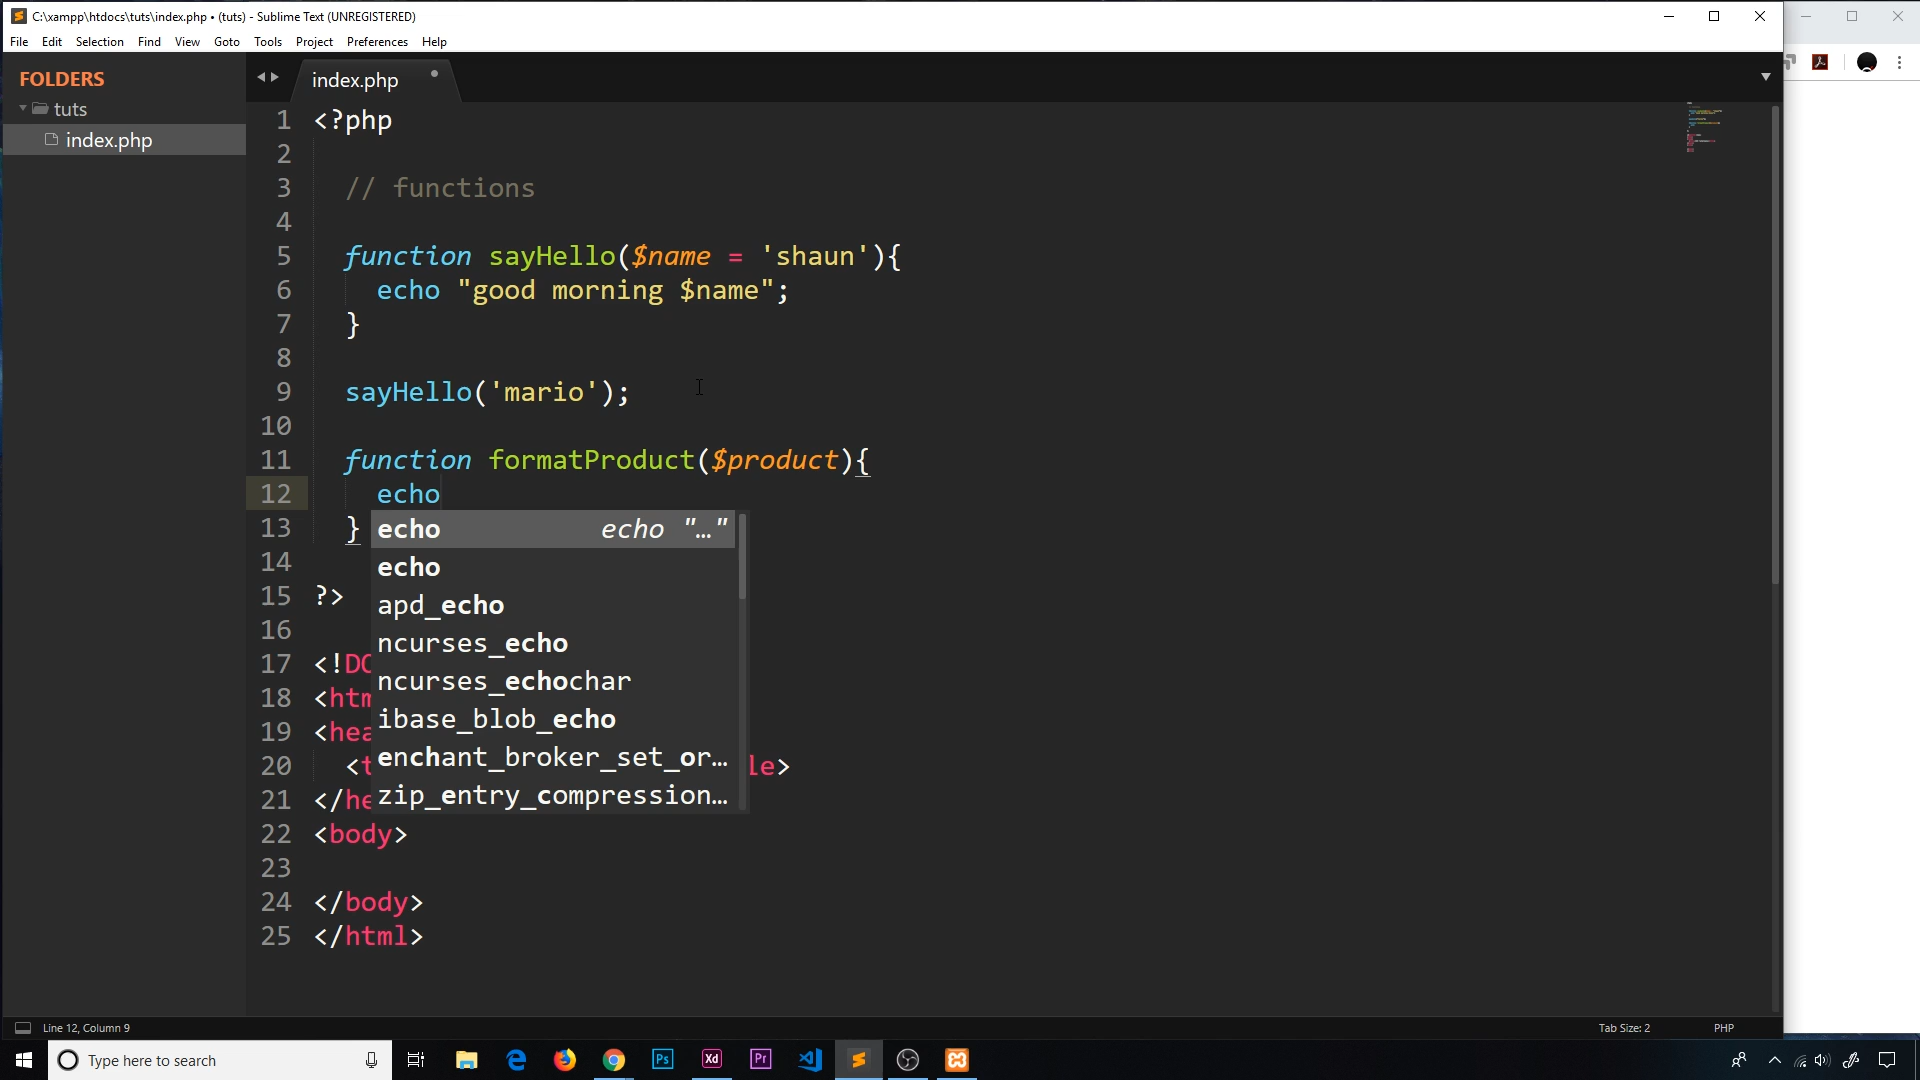 C:\xampp\htdocs\tuts\index.php • (tuts) - Sublime Text (UNREGISTERED)
File Edit Selection Find View Goto Tools Project Preferences Help
FOLDERS
tuts
index.php
index.php
1 <?php
2
3 // functions
4
5 function sayHello($name = 'shaun'){
6 echo "good morning $name";
7 }
8
9 sayHello('mario');
10
11 function formatProduct($product){
12 echo
13 }
14
15 ?>
16
17 <!DO
18 <htm
19 <hea
20 <t le>
21 </he
22 <body>
23
24 </body>
25 </html>
echo echo "…"
echo
apd_echo
ncurses_echo
ncurses_echochar
ibase_blob_echo
enchant_broker_set_or…
zip_entry_compression…
Line 12, Column 9
Tab Size: 2
PHP
Type here to search
Ps
Xd
Pr